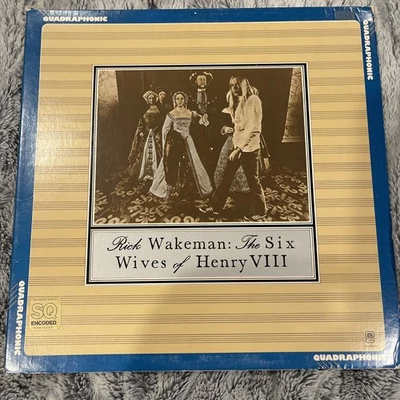 QUADRAPHONIC
QUADRAPHONIC
Rick Wakeman: The Six
Wives of Henry VIII
QUADRAPHONIC
SQ
ENCODED
QUADRAPHONIC